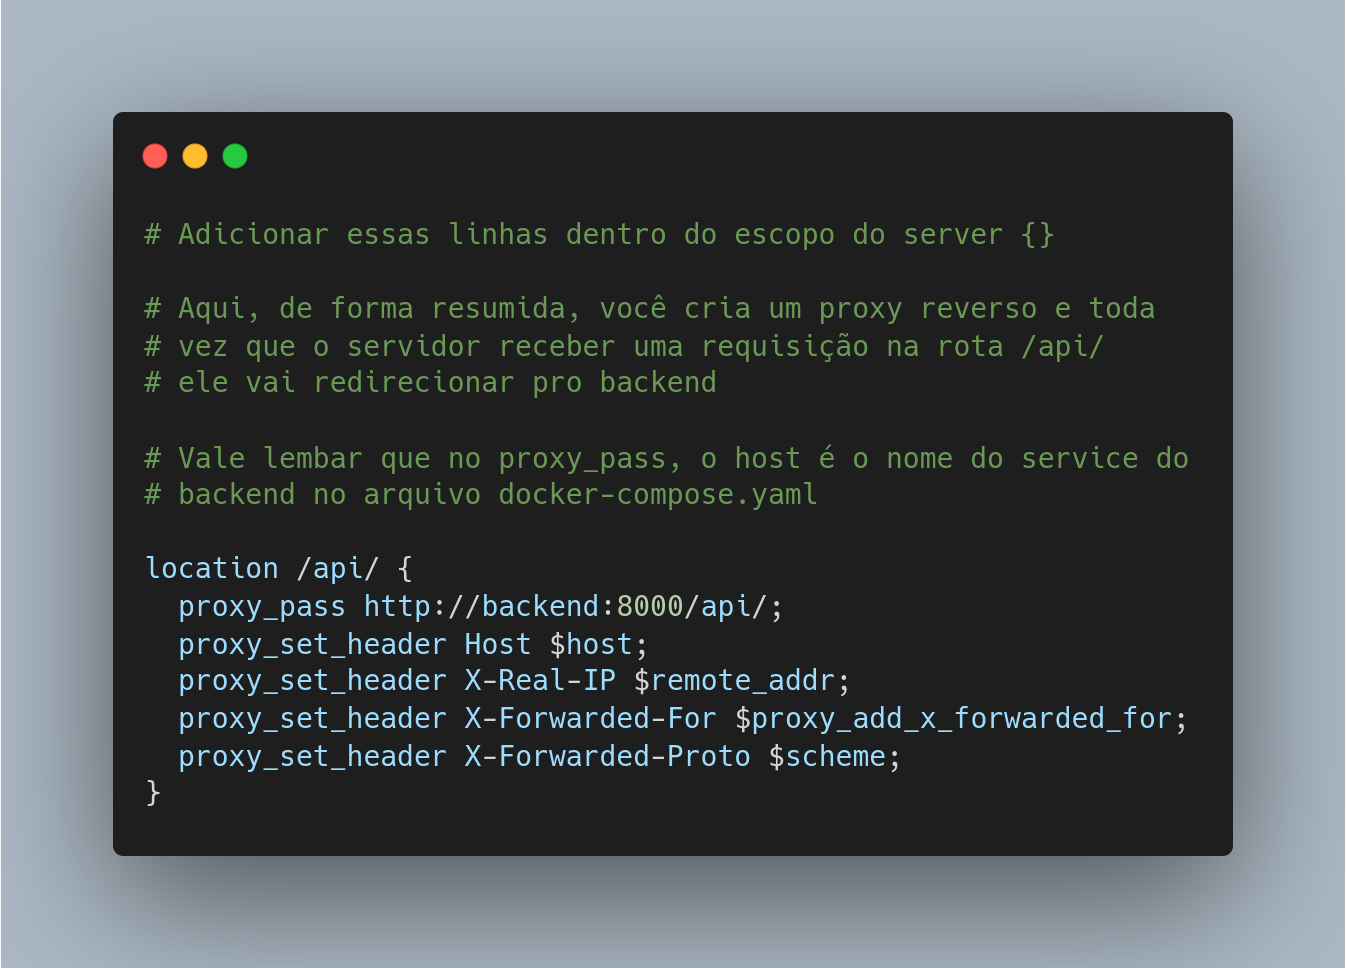 # Adicionar essas linhas dentro do escopo do server {}
# Aqui, de forma resumida, você cria um proxy reverso e toda
# vez que o servidor receber uma requisição na rota /api/
# ele vai redirecionar pro backend
# Vale lembar que no proxy_pass, o host é o nome do service do
# backend no arquivo docker-compose.yaml
location /api/ {
  proxy_pass http://backend:8000/api/;
  proxy_set_header Host $host;
  proxy_set_header X-Real-IP $remote_addr;
  proxy_set_header X-Forwarded-For $proxy_add_x_forwarded_for;
  proxy_set_header X-Forwarded-Proto $scheme;
}